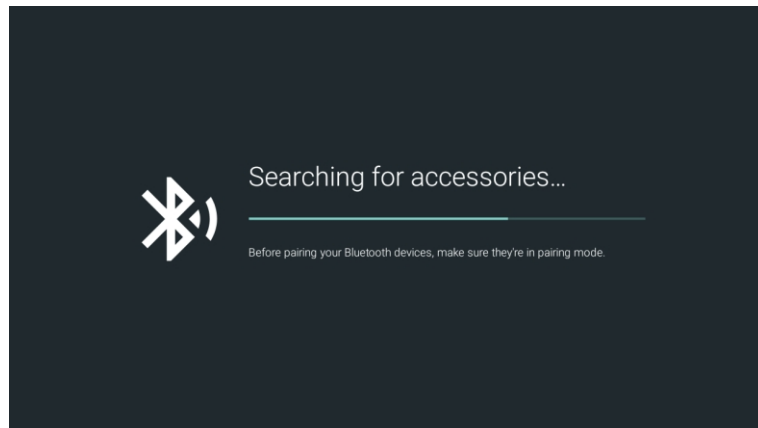 Searching for accessories...
Before pairing your Bluetooth devices, make sure they're in pairing mode.